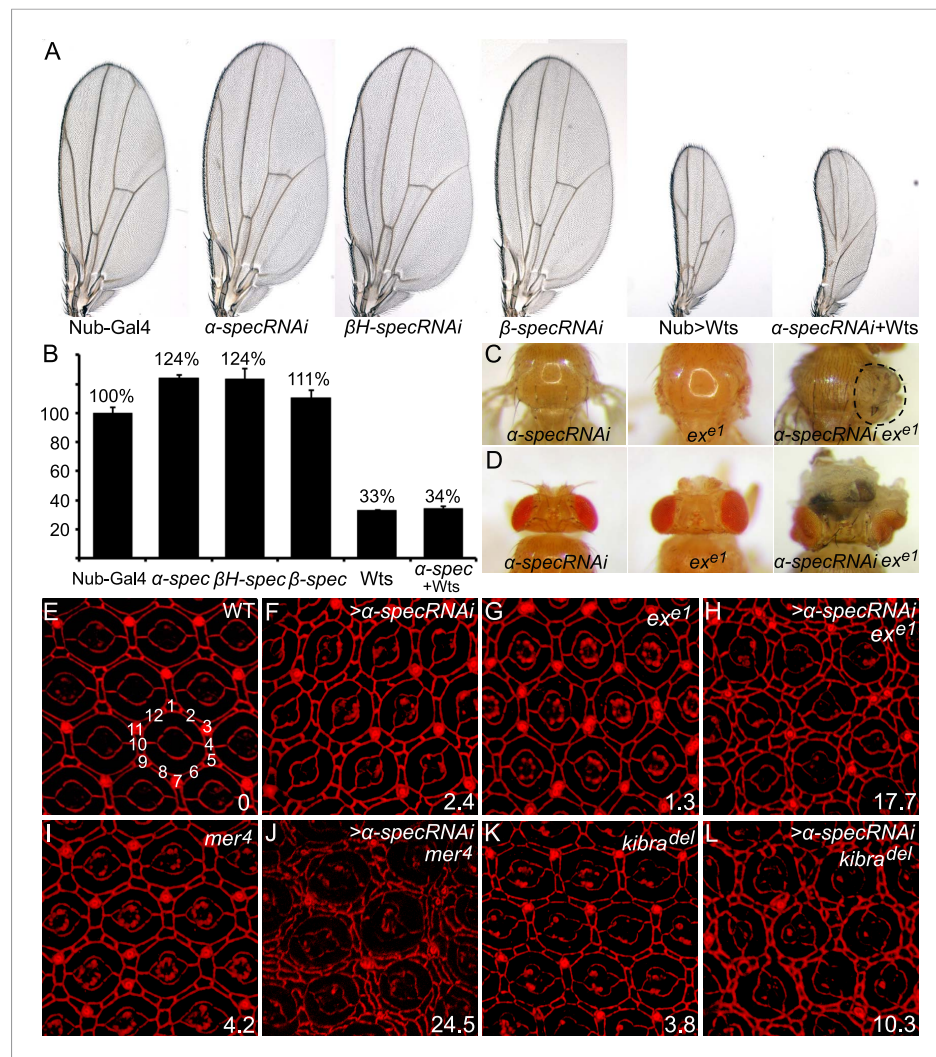 A
Nub-Gal4 α-specRNAi βH-specRNAi β-specRNAi Nub>Wts α-specRNAi+Wts
B
100% 124% 124% 111% 33% 34%
100
80
60
40
20
Nub-Gal4 α-spec βH-spec β-spec Wts α-spec
+Wts
C
α-specRNAi ex^e1 α-specRNAi ex^e1
D
α-specRNAi ex^e1 α-specRNAi ex^e1
E WT
1
2
3
4
5
6
7
8
9
10
11
12
0
F >α-specRNAi
2.4
G ex^e1
1.3
H >α-specRNAi
ex^e1
17.7
I mer^4
4.2
J >α-specRNAi
mer^4
24.5
K kibra^del
3.8
L >α-specRNAi
kibra^del
10.3